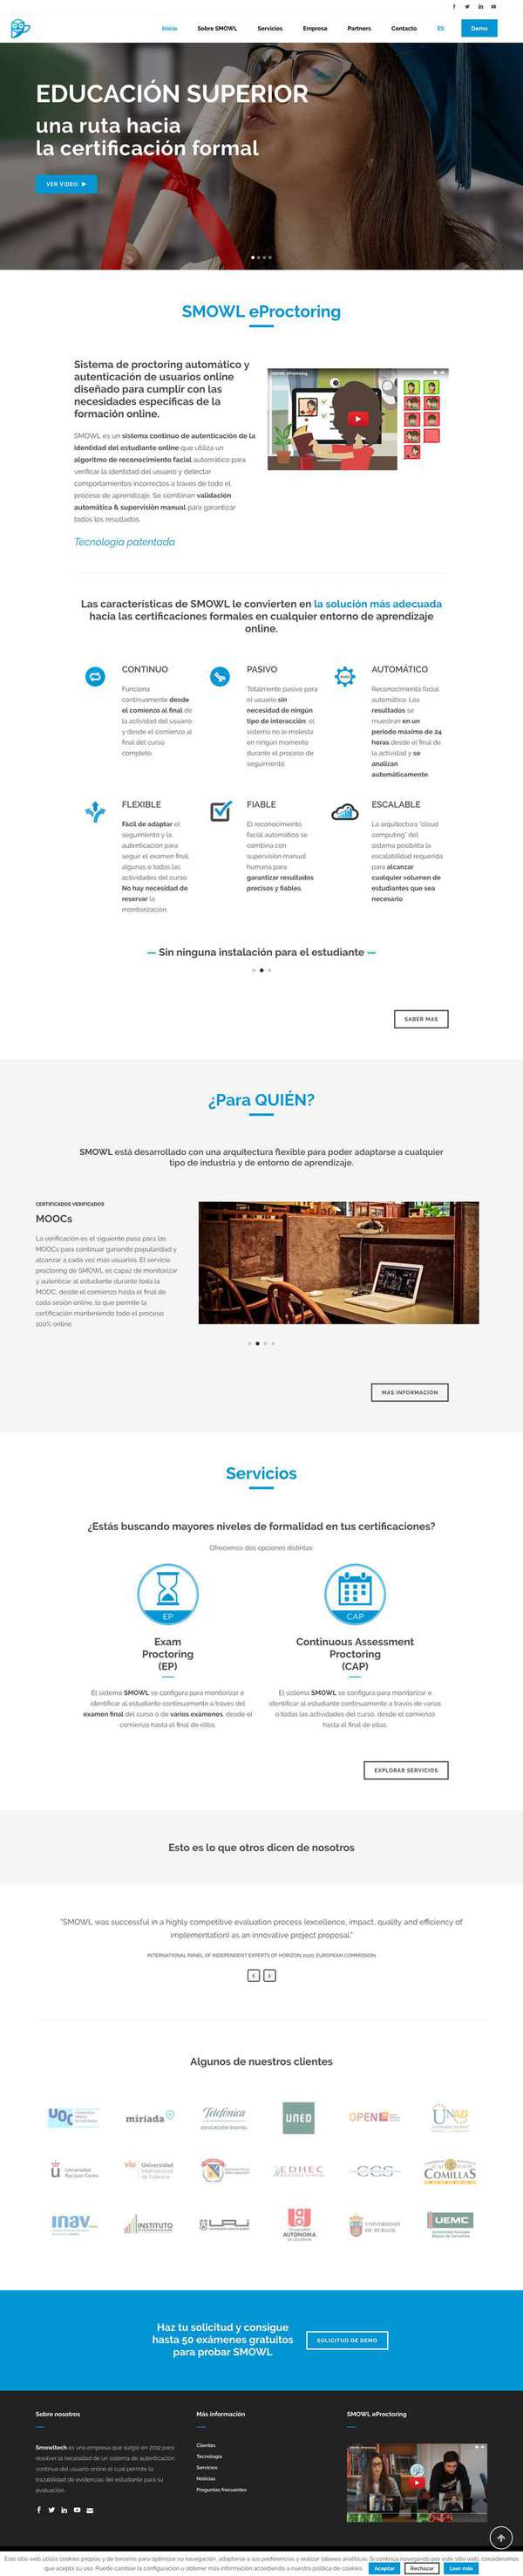 Inicio Sobre SMOWL Servicios Empresa Partners Contacto ES Demo
EDUCACIÓN SUPERIOR
una ruta hacia
la certificación formal
VER VIDEO
SMOWL eProctoring
Sistema de proctoring automático y
autenticación de usuarios online
diseñado para cumplir con las
necesidades específicas de la
formación online.
SMOWL es un sistema continuo de autenticación de la
identidad del estudiante online que utiliza un
algoritmo de reconocimiento facial automático para
verificar la identidad del usuario y detectar
comportamientos incorrectos a través de todo el
proceso de aprendizaje. Se combinan validación
automática & supervisión manual para garantizar
todos los resultados.
Tecnología patentada
Las características de SMOWL le convierten en la solución más adecuada
hacia las certificaciones formales en cualquier entorno de aprendizaje
online.
CONTINUO
Funciona
continuamente desde
el comienzo al final de
la actividad del usuario
y desde el comienzo al
final del curso
completo.
PASIVO
Totalmente pasivo para
el usuario sin
necesidad de ningún
tipo de interacción, el
sistema no le molesta
en ningún momento
durante el proceso de
seguimiento.
AUTOMÁTICO
Reconocimiento facial
automático. Los
resultados se
muestran en un
periodo máximo de 24
horas desde el final de
la actividad y se
analizan
automáticamente.
FLEXIBLE
Fácil de adaptar el
seguimiento y la
autenticación para
seguir el examen final,
algunas o todas las
actividades del curso.
No hay necesidad de
reservar la
monitorización
FIABLE
El reconocimiento
facial automático se
combina con
supervisión manual
humana para
garantizar resultados
precisos y fiables.
ESCALABLE
La arquitectura "cloud
computing" del
sistema posibilita la
escalabilidad requerida
para alcanzar
cualquier volumen de
estudiantes que sea
necesario.
— Sin ninguna instalación para el estudiante —
SABER MAS
¿Para QUIÉN?
SMOWL está desarrollado con una arquitectura flexible para poder adaptarse a cualquier
tipo de industria y de entorno de aprendizaje.
CERTIFICADOS VERIFICADOS
MOOCs
La verificación es el siguiente paso para las
MOOCs para continuar ganando popularidad y
alcanzar a cada vez más usuarios. El servicio
proctoring de SMOWL es capaz de monitorizar
y autenticar al estudiante durante toda la
MOOC, desde el comienzo hasta el final de
cada sesión online, lo que permite la
certificación manteniendo todo el proceso
100% online.
MÁS INFORMACIÓN
Servicios
¿Estás buscando mayores niveles de formalidad en tus certificaciones?
Ofrecemos dos opciones distintas:
EP
Exam
Proctoring
(EP)
El sistema SMOWL se configura para monitorizar e
identificar al estudiante continuamente a través del
examen final del curso o de varios exámenes, desde el
comienzo hasta el final de ellos.
CAP
Continuous Assessment
Proctoring
(CAP)
El sistema SMOWL se configura para monitorizar e
identificar al estudiante continuamente a través de varias
o todas las actividades del curso, desde el comienzo
hasta el final de ellas.
EXPLORAR SERVICIOS
Esto es lo que otros dicen de nosotros
"SMOWL was successful in a highly competitive evaluation process (excellence, impact, quality and efficiency of
implementation) as an innovative project proposal."
INTERNATIONAL PANEL OF INDEPENDENT EXPERTS OF HORIZON 2020, EUROPEAN COMMISSION
Algunos de nuestros clientes
UOC
miríada
Telefónica
EDUCACIÓN DIGITAL
UNED
OPEN
UNAD
Universidad
Rey Juan Carlos
viu Universidad
Internacional
de Valencia
EDHEC
BUSINESS SCHOOL
COMILLAS
inav
INSTITUTO
Universidad
AUTÓNOMA
de Occidente
UNIVERSIDAD
DE BURGOS
UEMC
Universidad Europea
Miguel de Cervantes
Haz tu solicitud y consigue
hasta 50 exámenes gratuitos
para probar SMOWL
SOLICITUD DE DEMO
Sobre nosotros
Smowltech es una empresa que surgió en 2012 para
resolver la necesidad de un sistema de autenticación
continua del usuario online el cual permite la
trazabilidad de evidencias del estudiante para su
evaluación.
Más información
Clientes
Tecnología
Servicios
Noticias
Preguntas frecuentes
SMOWL eProctoring
Este sitio web utiliza cookies propias y de terceros para optimizar su navegación, adaptarse a sus preferencias y realizar labores analíticas. Si continua navegando por este sitio web, consideramos
que acepta su uso. Puede cambiar la configuración u obtener más información accediendo a nuestra política de cookies. Aceptar Rechazar Leer más